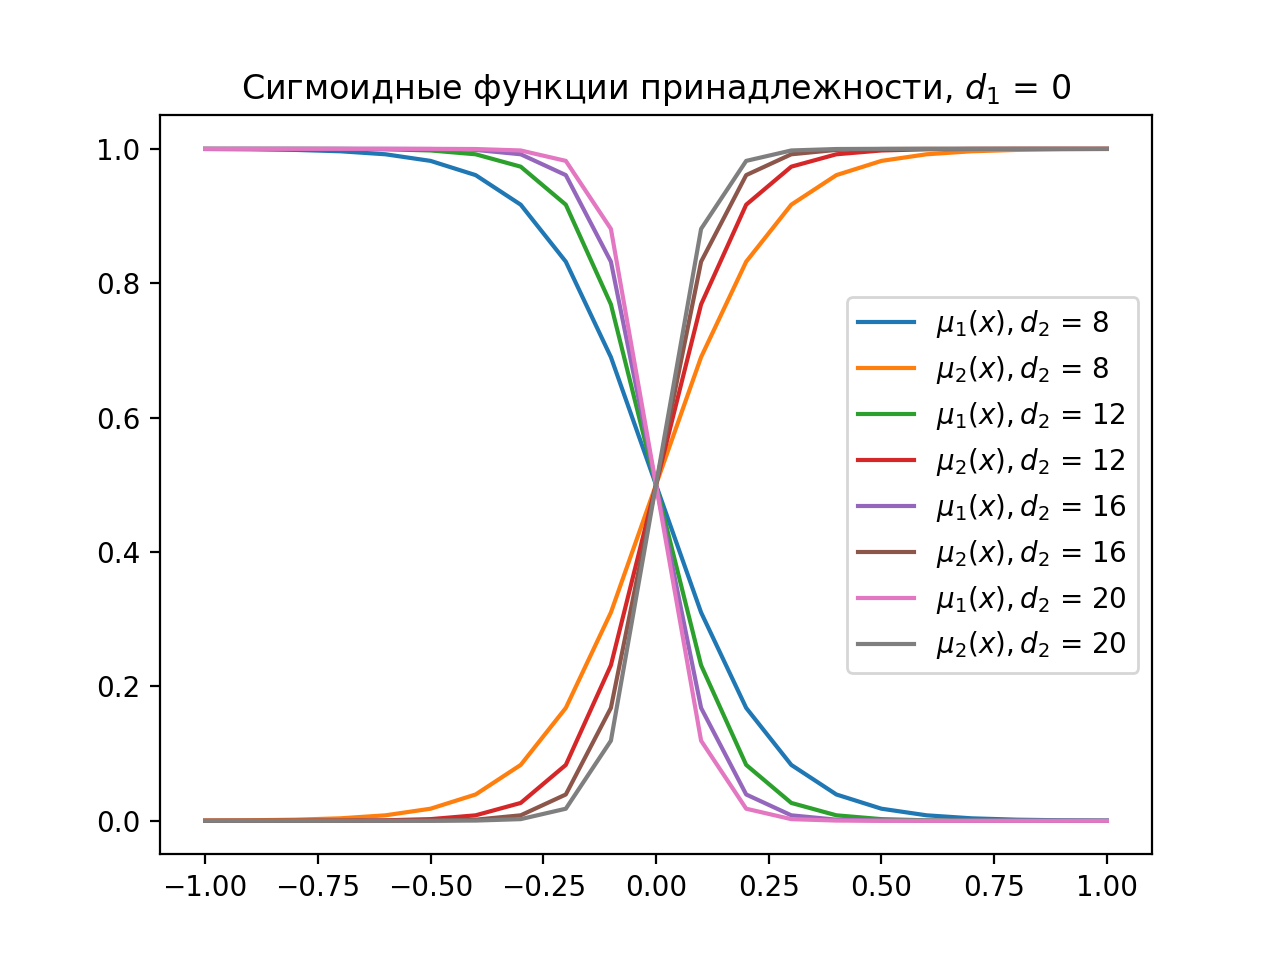 Сигмоидные функции принадлежности, d₁ = 0
1.0
0.8
0.6
0.4
0.2
0.0
−1.00 −0.75 −0.50 −0.25 0.00 0.25 0.50 0.75 1.00
μ₁(x), d₂ = 8
μ₂(x), d₂ = 8
μ₁(x), d₂ = 12
μ₂(x), d₂ = 12
μ₁(x), d₂ = 16
μ₂(x), d₂ = 16
μ₁(x), d₂ = 20
μ₂(x), d₂ = 20